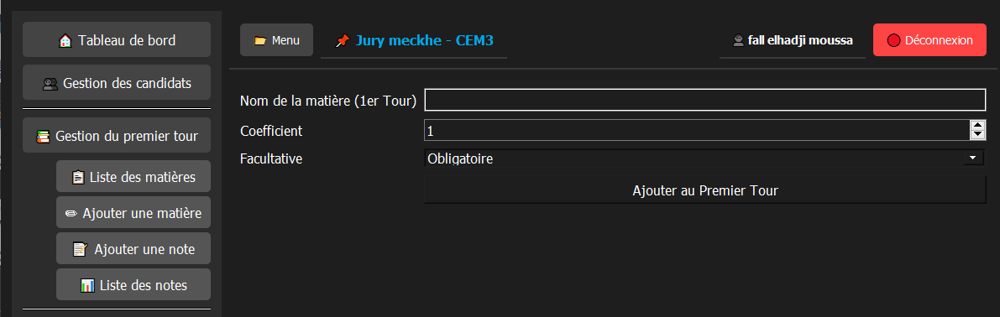 Tableau de bord
Gestion des candidats
Gestion du premier tour
Liste des matières
Ajouter une matière
Ajouter une note
Liste des notes
Menu
Jury meckhe - CEM3
fall elhadji moussa
Déconnexion
Nom de la matière (1er Tour)
Coefficient
1
Facultative
Obligatoire
Ajouter au Premier Tour